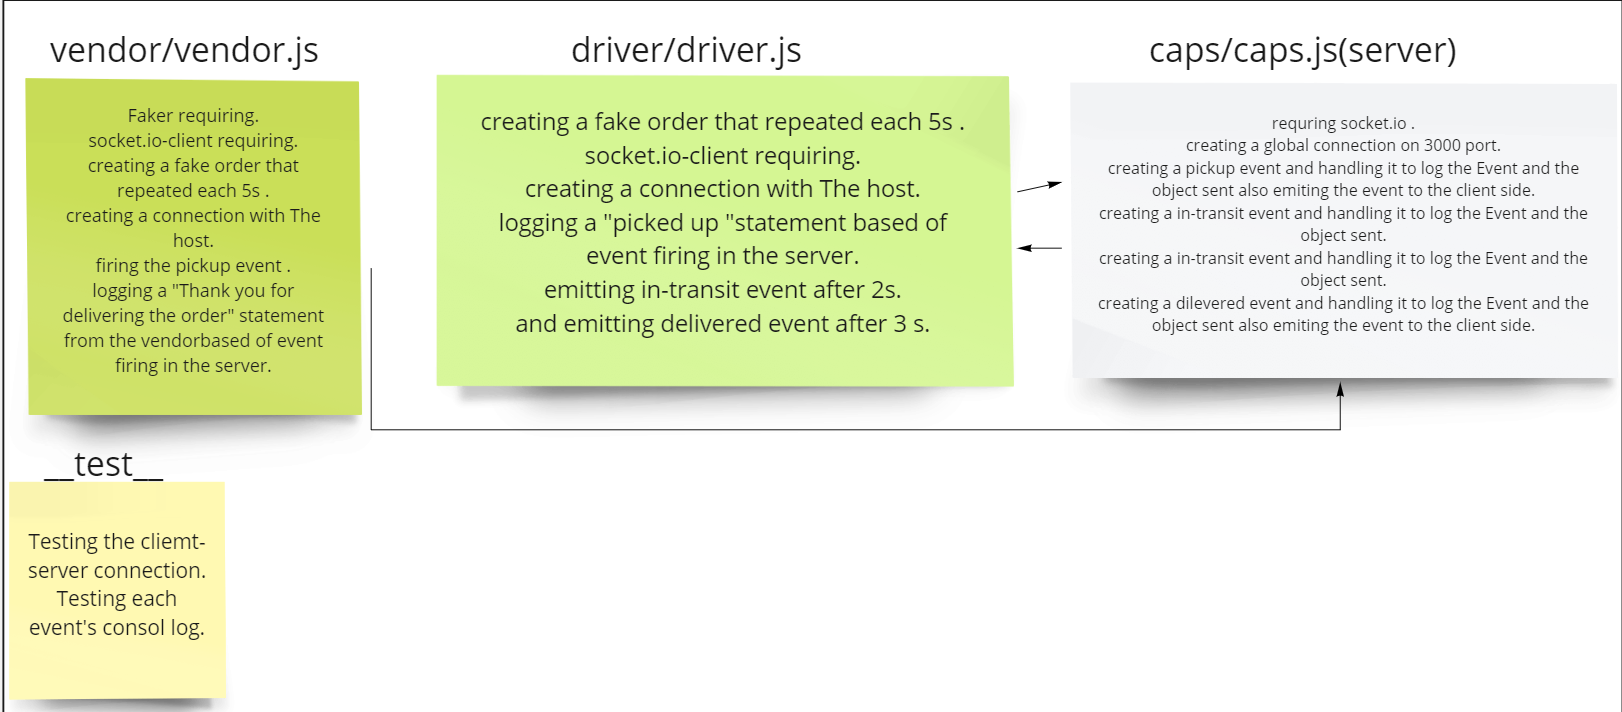 vendor/vendor.js
Faker requiring.
socket.io-client requiring.
creating a fake order that
repeated each 5s .
creating a connection with The
host.
firing the pickup event .
logging a "Thank you for
delivering the order" statement
from the vendorbased of event
firing in the server.
driver/driver.js
creating a fake order that repeated each 5s .
socket.io-client requiring.
creating a connection with The host.
logging a "picked up "statement based of
event firing in the server.
emitting in-transit event after 2s.
and emitting delivered event after 3 s.
caps/caps.js(server)
requring socket.io .
creating a global connection on 3000 port.
creating a pickup event and handling it to log the Event and the
object sent also emiting the event to the client side.
creating a in-transit event and handling it to log the Event and the
object sent.
creating a in-transit event and handling it to log the Event and the
object sent.
creating a dilevered event and handling it to log the Event and the
object sent also emiting the event to the client side.
__test__
Testing the cliemt-
server connection.
Testing each
event's consol log.